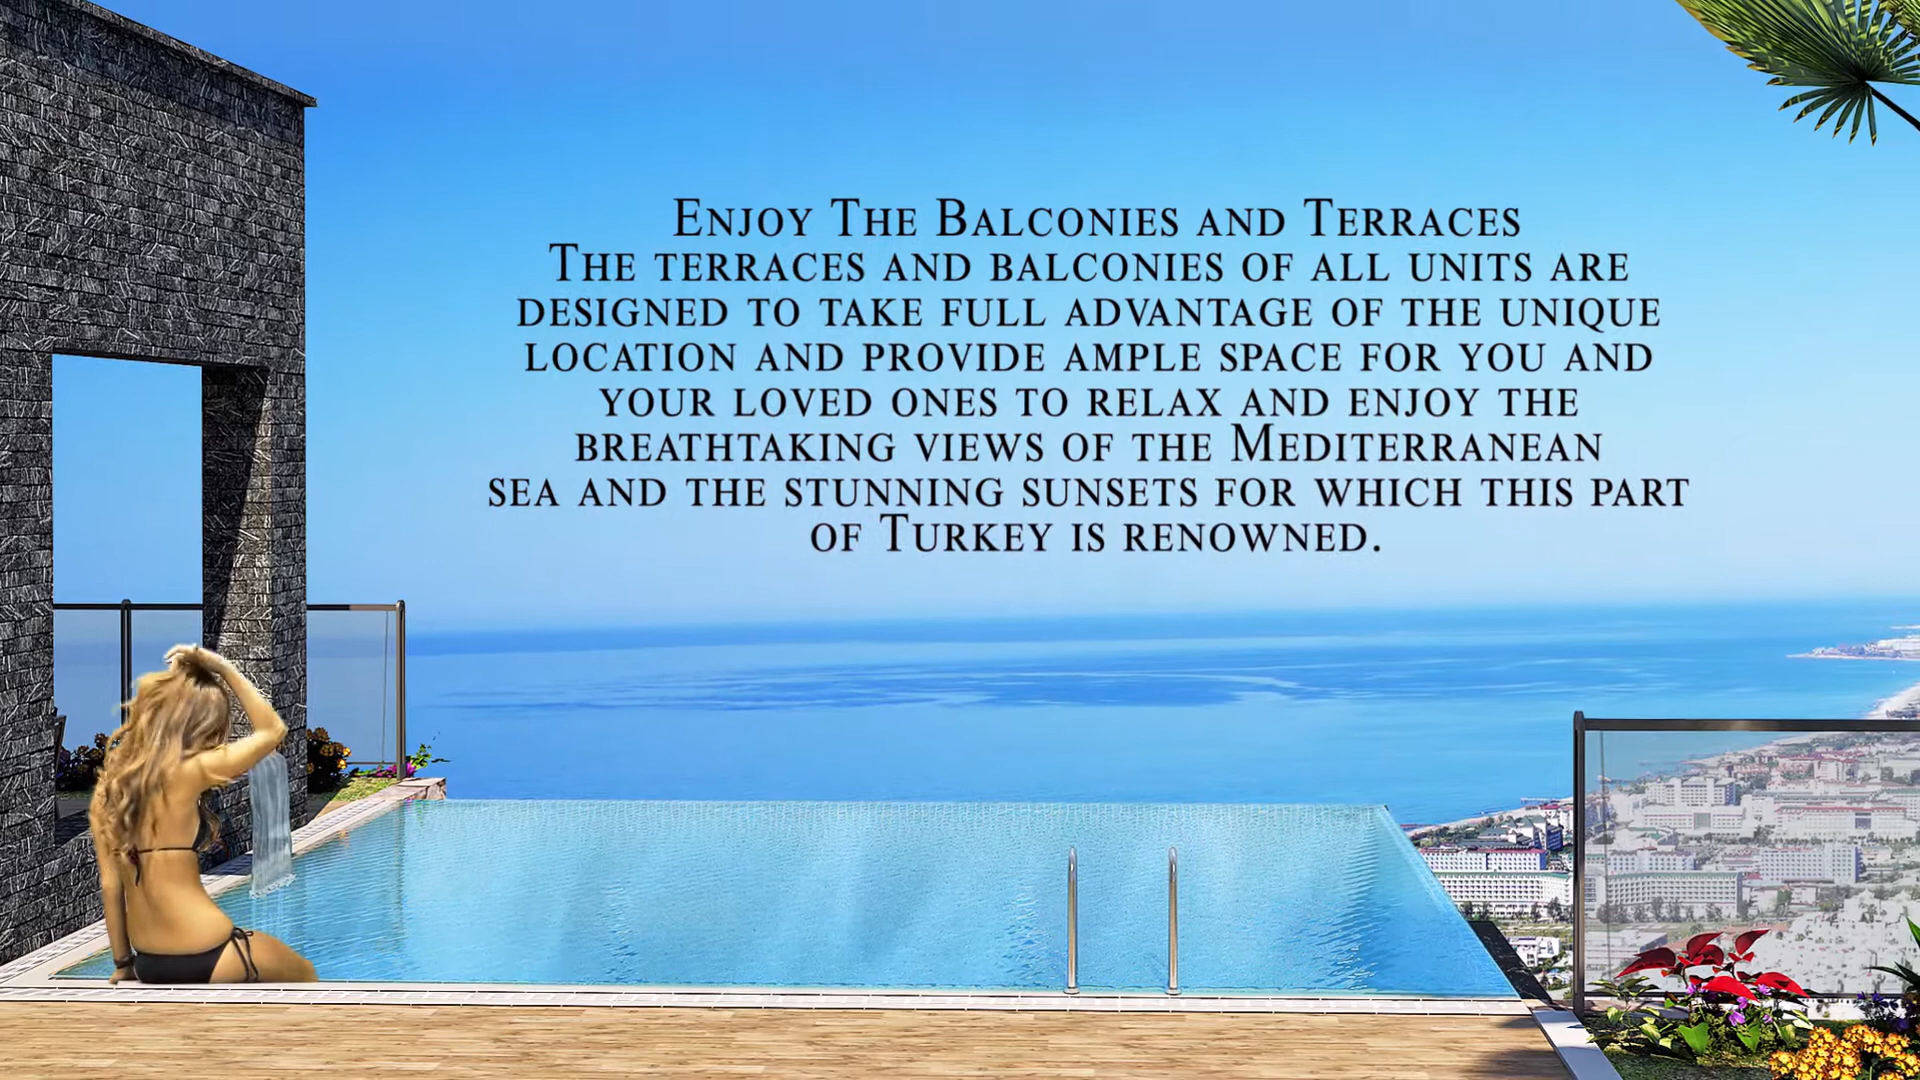 Enjoy The Balconies and Terraces
The terraces and balconies of all units are
designed to take full advantage of the unique
location and provide ample space for you and
your loved ones to relax and enjoy the
breathtaking views of the Mediterranean
sea and the stunning sunsets for which this part
of Turkey is renowned.